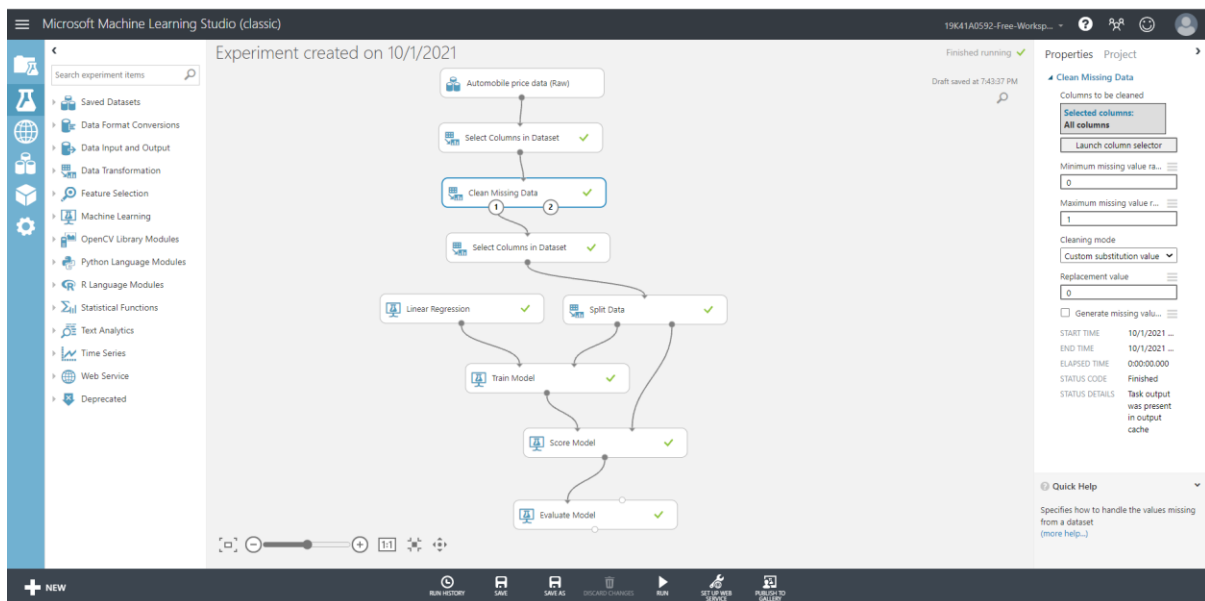 Microsoft Machine Learning Studio (classic)
19K41A0592-Free-Worksp...
?
Search experiment items
Saved Datasets
Data Format Conversions
Data Input and Output
Data Transformation
Feature Selection
Machine Learning
OpenCV Library Modules
Python Language Modules
R Language Modules
Statistical Functions
Text Analytics
Time Series
Web Service
Deprecated
Experiment created on 10/1/2021
Finished running
Draft saved at 7:43:37 PM
Automobile price data (Raw)
Select Columns in Dataset
Clean Missing Data
1
2
Select Columns in Dataset
Linear Regression
Split Data
Train Model
Score Model
Evaluate Model
1:1
Properties Project
Clean Missing Data
Columns to be cleaned
Selected columns:
All columns
Launch column selector
Minimum missing value ra...
0
Maximum missing value r...
1
Cleaning mode
Custom substitution value
Replacement value
0
Generate missing valu...
START TIME 10/1/2021 ...
END TIME 10/1/2021 ...
ELAPSED TIME 0:00:00.000
STATUS CODE Finished
STATUS DETAILS Task output
was present
in output
cache
Quick Help
Specifies how to handle the values missing
from a dataset
(more help...)
NEW
RUN HISTORY
SAVE
SAVE AS
DISCARD CHANGES
RUN
SET UP WEB
SERVICE
PUBLISH TO
GALLERY